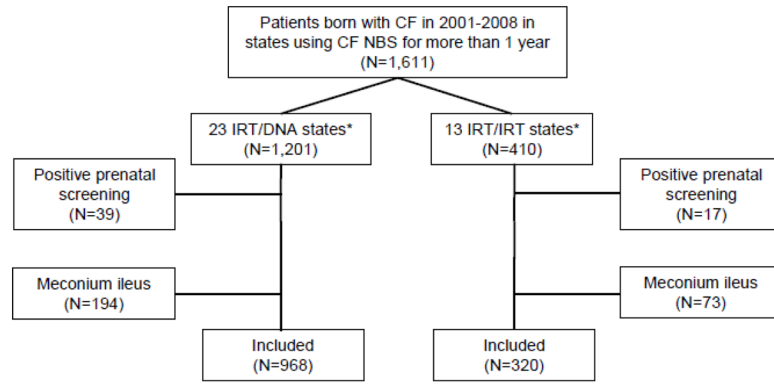 Patients born with CF in 2001-2008 in
states using CF NBS for more than 1 year
(N=1,611)
23 IRT/DNA states*
(N=1,201)
13 IRT/IRT states*
(N=410)
Positive prenatal
screening
(N=39)
Positive prenatal
screening
(N=17)
Meconium ileus
(N=194)
Meconium ileus
(N=73)
Included
(N=968)
Included
(N=320)